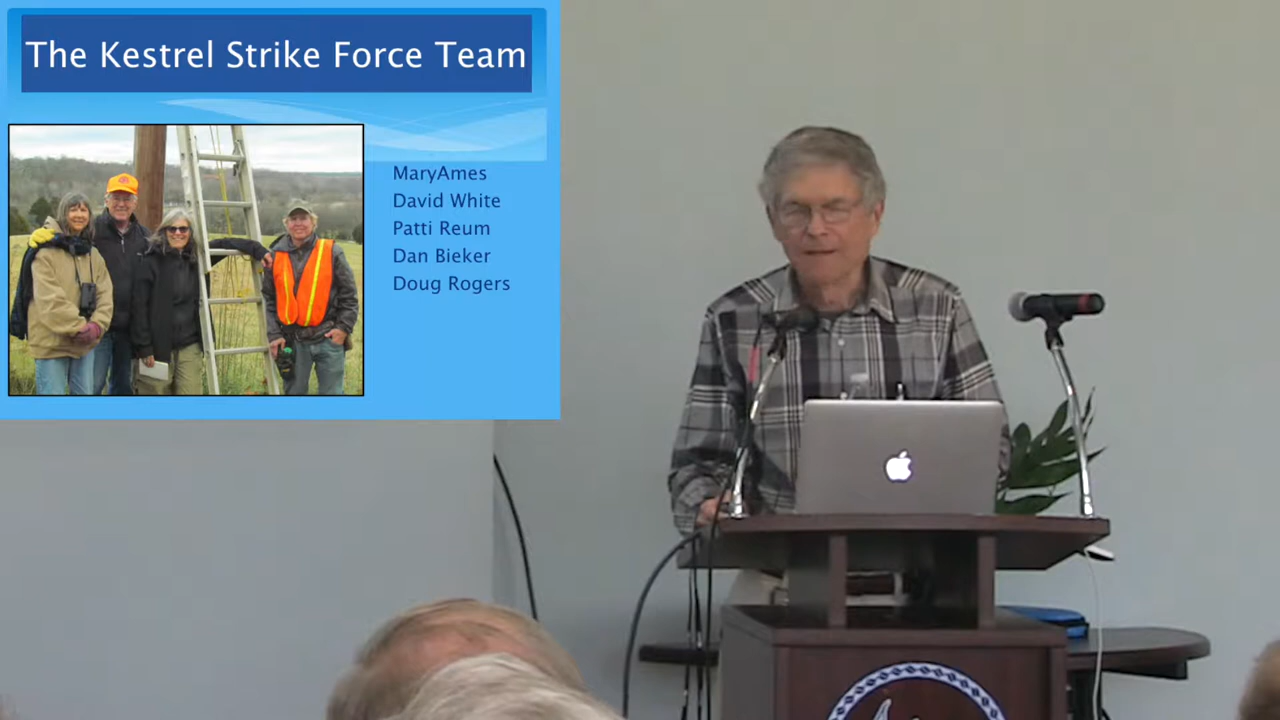 The Kestrel Strike Force Team
MaryAmes
David White
Patti Reum
Dan Bieker
Doug Rogers